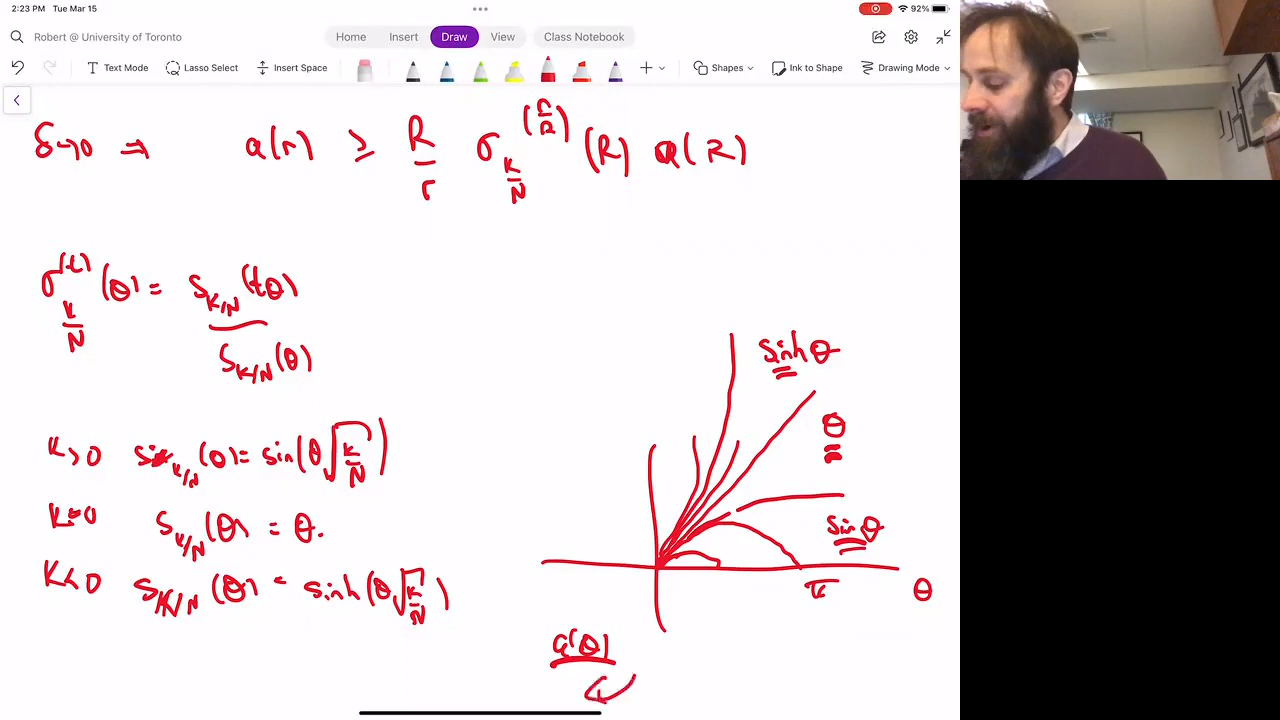 2:23 PM Tue Mar 15
92%
Robert @ University of Toronto
Home Insert Draw View Class Notebook
Text Mode Lasso Select Insert Space Shapes Ink to Shape Drawing Mode
δ→0 ⇒ a(r) ≥ R/r σ_{K/N}^{(r/R)} (R) a(R)
σ_{K/N}^{(t)} (θ) = S_{K/N}(tθ) / S_{K/N}(θ)
sinh θ
θ
K>0 S_{K/N}(θ) = sin(θ√(K/N))
K=0 S_{K/N}(θ) = θ.
sin θ
K<0 S_{K/N}(θ) = sinh(θ√(K/N))
π
θ